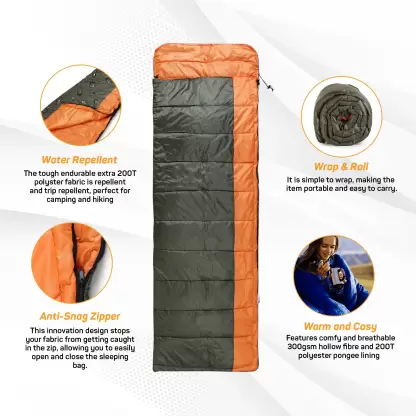 Water Repellent
The tough endurable extra 200T
polyster fabric is repellent
and trip repellent, perfect for
camping and hiking
Wrap & Roll
It is simple to wrap, making the
item portable and easy to carry.
Anti-Snag Zipper
This innovation design stops
your fabric from getting caught
in the zip, allowing you to easily
open and close the sleeping
bag.
Warm and Cosy
Features comfy and breathable
300gsm hollow fibre and 200T
polyester pongee lining